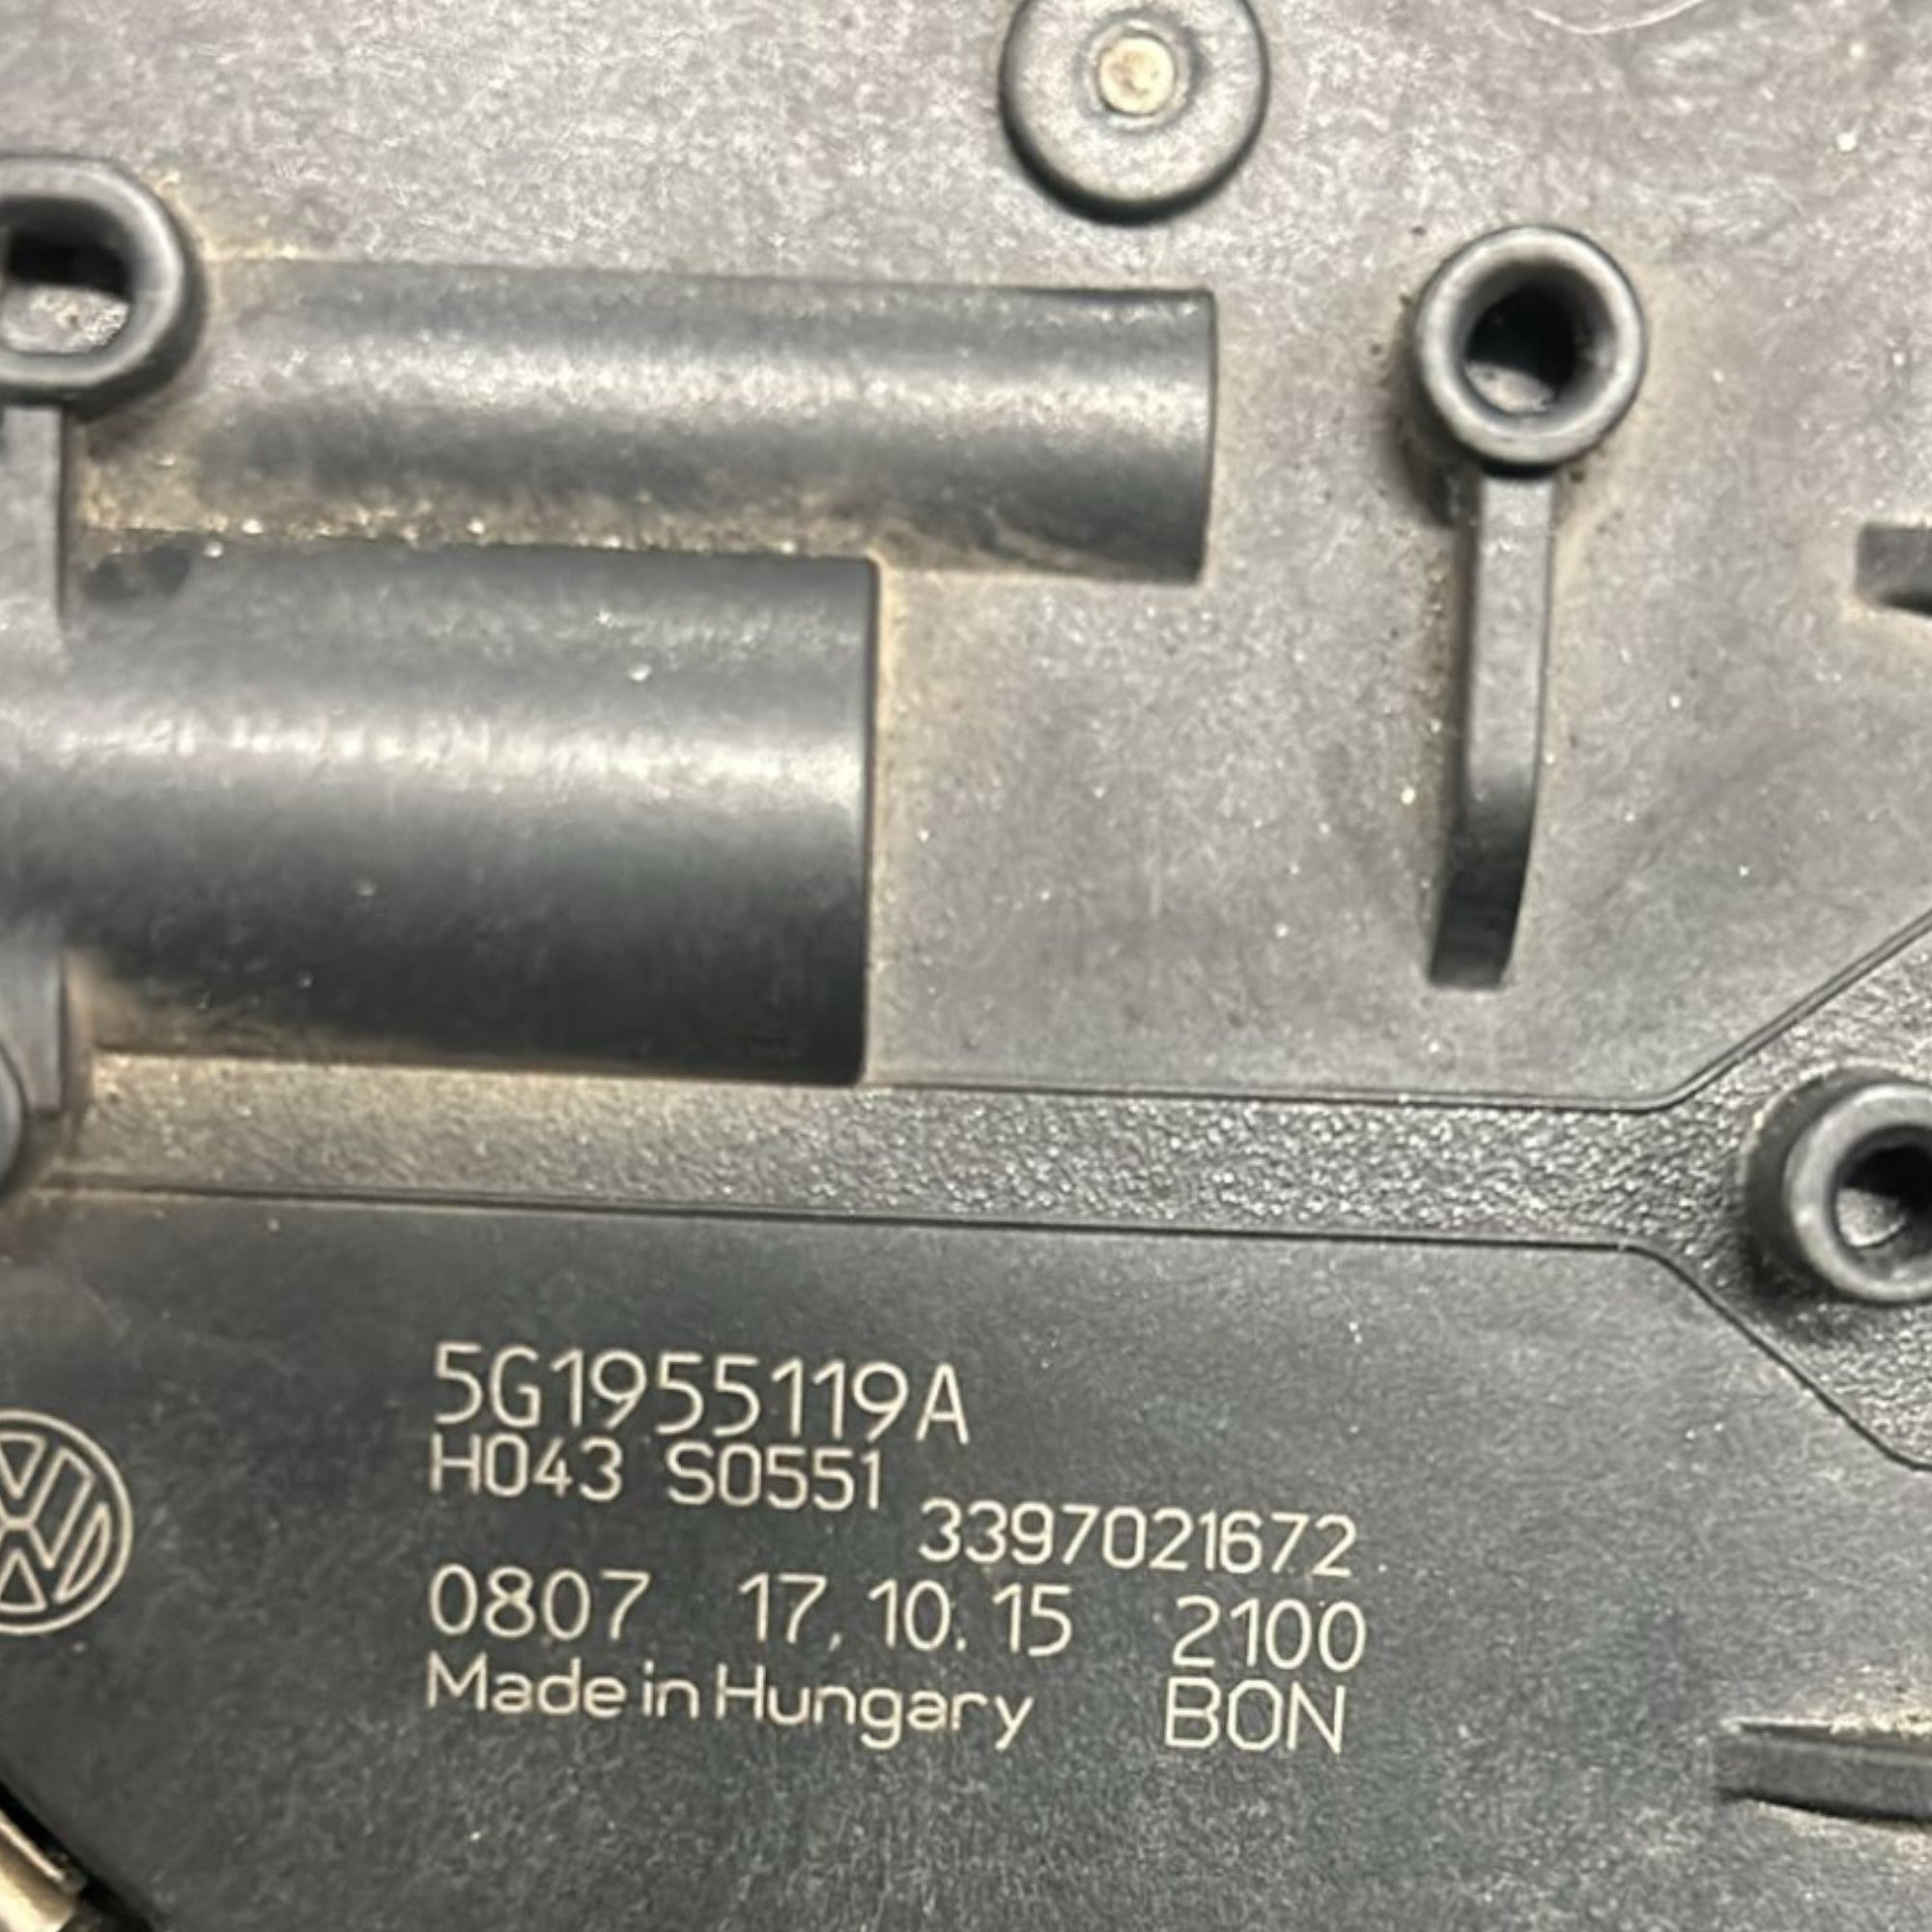 5G1955119A
H043 S0551
3397021672
0807 17.10.15 2100
Made in Hungary BON